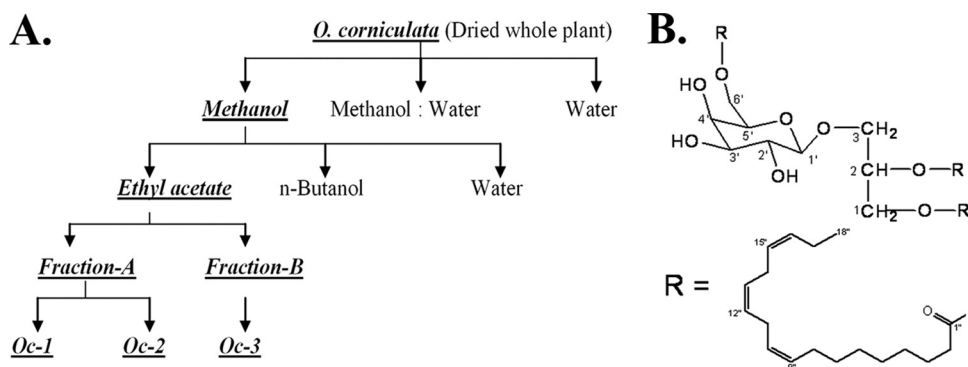 A.
O. corniculata (Dried whole plant)
Methanol Methanol : Water Water
Ethyl acetate n-Butanol Water
Fraction-A Fraction-B
Oc-1 Oc-2 Oc-3
B.
R
O
6'
HO
4' 5' O O 3 CH2
HO 3' 2' 1'
OH
2 CH O R
1 CH2 O R
R =
15" 18"
12"
9"
O
1"